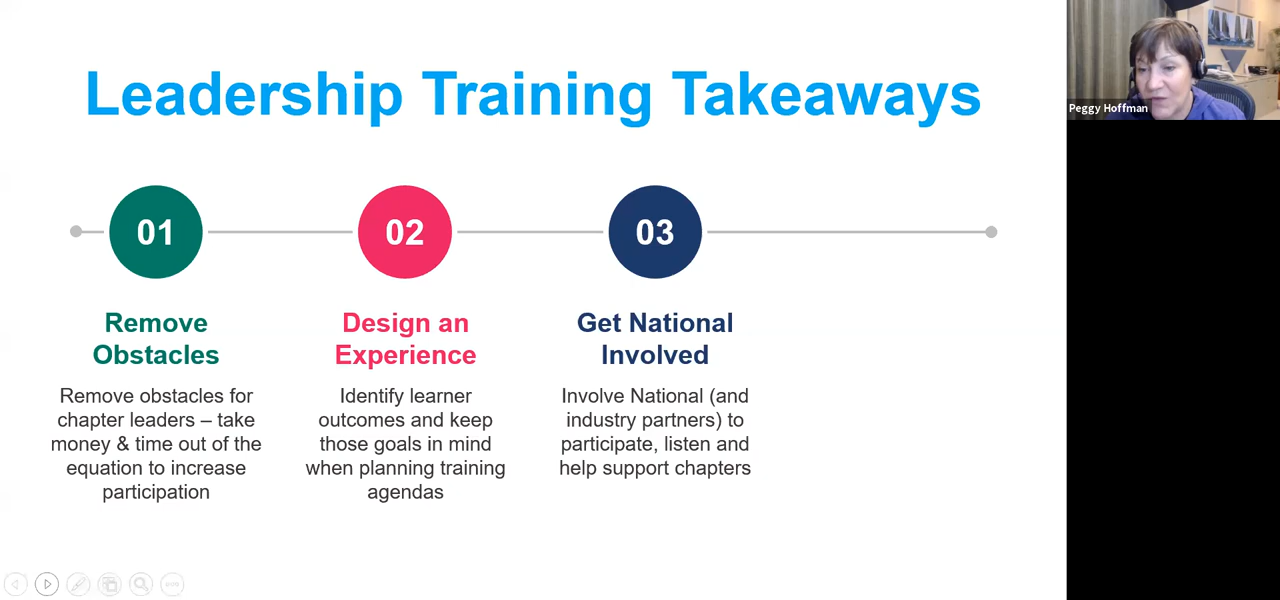 Leadership Training Takeaways
Peggy Hoffman
01
02
03
Remove
Obstacles
Remove obstacles for
chapter leaders – take
money & time out of the
equation to increase
participation
Design an
Experience
Identify learner
outcomes and keep
those goals in mind
when planning training
agendas
Get National
Involved
Involve National (and
industry partners) to
participate, listen and
help support chapters